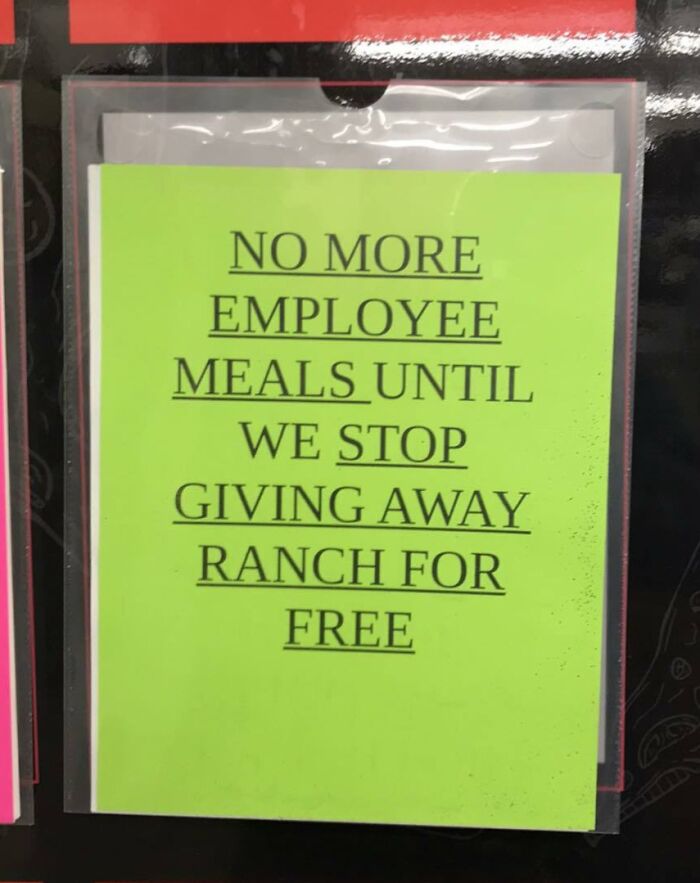 NO MORE
EMPLOYEE
MEALS UNTIL
WE STOP
GIVING AWAY
RANCH FOR
FREE